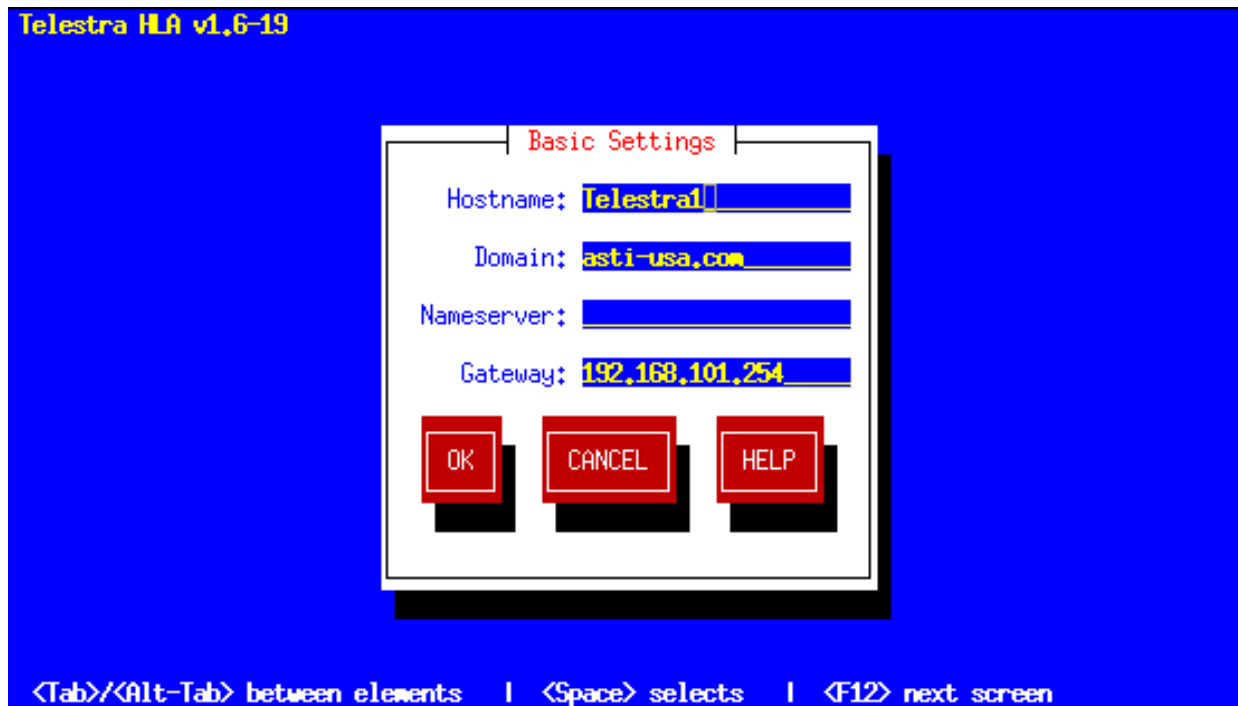 Telestra HLA v1.6-19
Basic Settings
Hostname: Telestra1
Domain: asti-usa.com
Nameserver:
Gateway: 192.168.101.254
OK CANCEL HELP
<Tab>/<Alt-Tab> between elements | <Space> selects | <F12> next screen